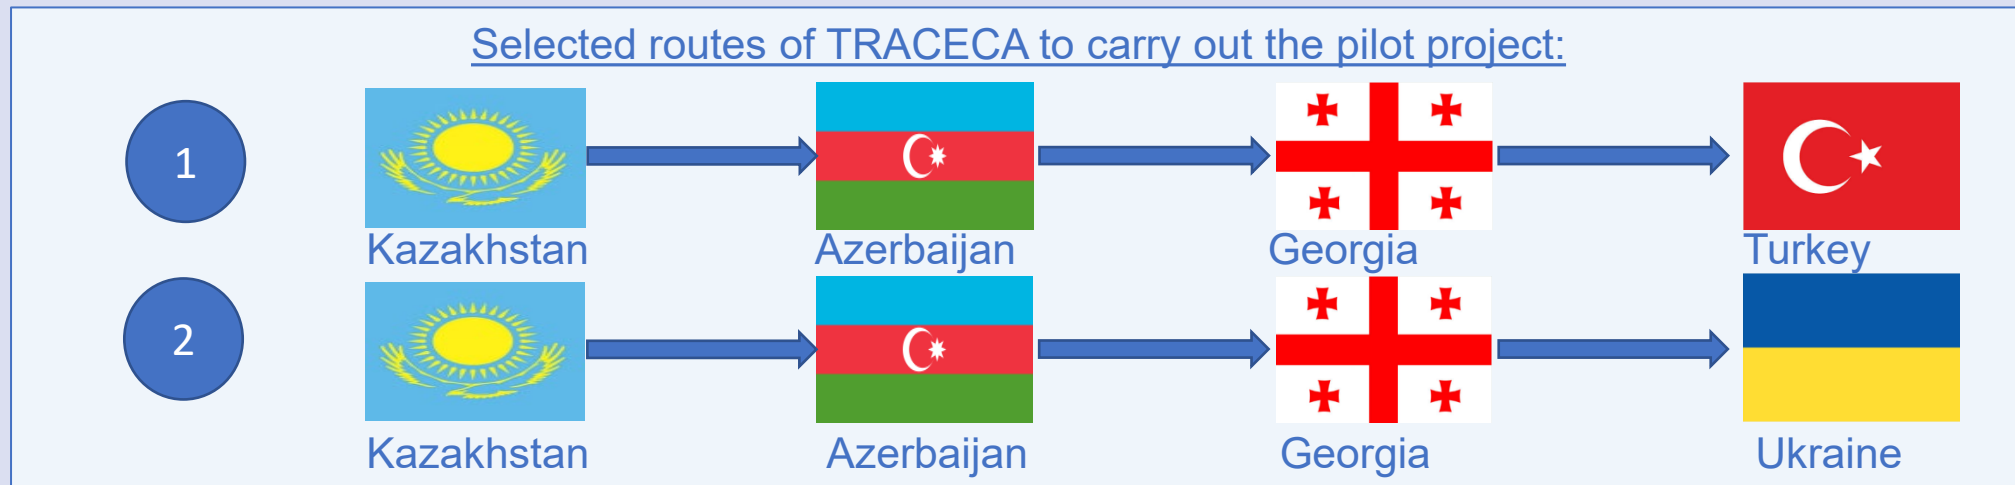 Selected routes of TRACECA to carry out the pilot project:
1
Kazakhstan Azerbaijan Georgia Turkey
2
Kazakhstan Azerbaijan Georgia Ukraine